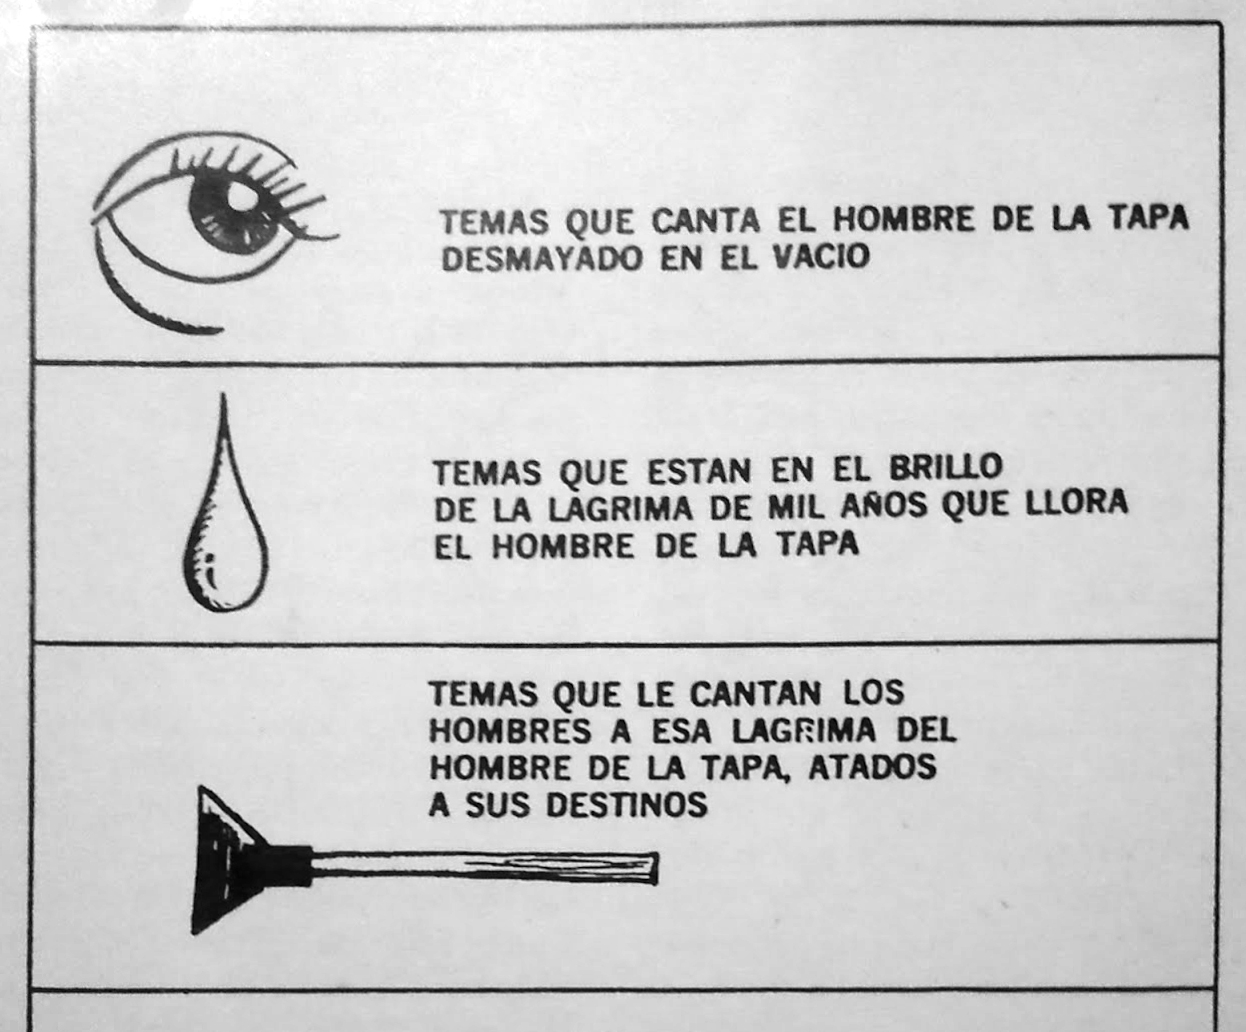 TEMAS QUE CANTA EL HOMBRE DE LA TAPA
DESMAYADO EN EL VACIO
TEMAS QUE ESTAN EN EL BRILLO
DE LA LAGRIMA DE MIL AÑOS QUE LLORA
EL HOMBRE DE LA TAPA
TEMAS QUE LE CANTAN LOS
HOMBRES A ESA LAGRIMA DEL
HOMBRE DE LA TAPA, ATADOS
A SUS DESTINOS